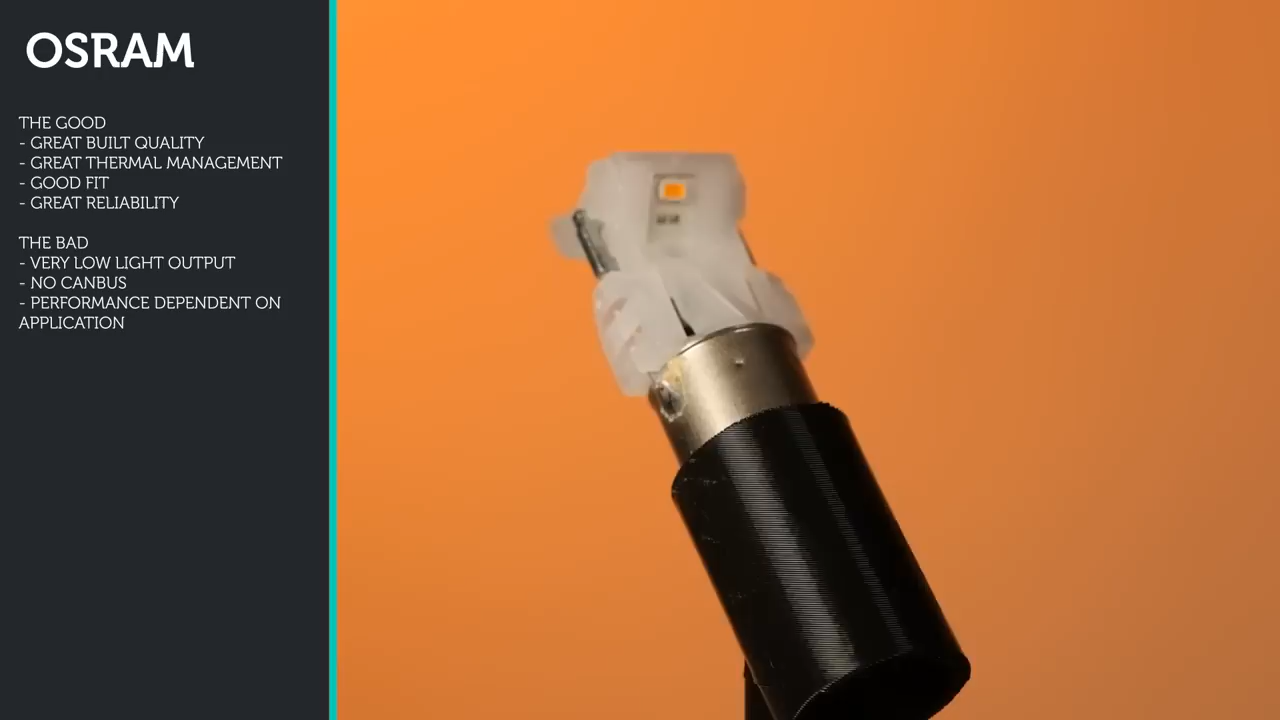 OSRAM
THE GOOD
- GREAT BUILT QUALITY
- GREAT THERMAL MANAGEMENT
- GOOD FIT
- GREAT RELIABILITY
THE BAD
- VERY LOW LIGHT OUTPUT
- NO CANBUS
- PERFORMANCE DEPENDENT ON
APPLICATION